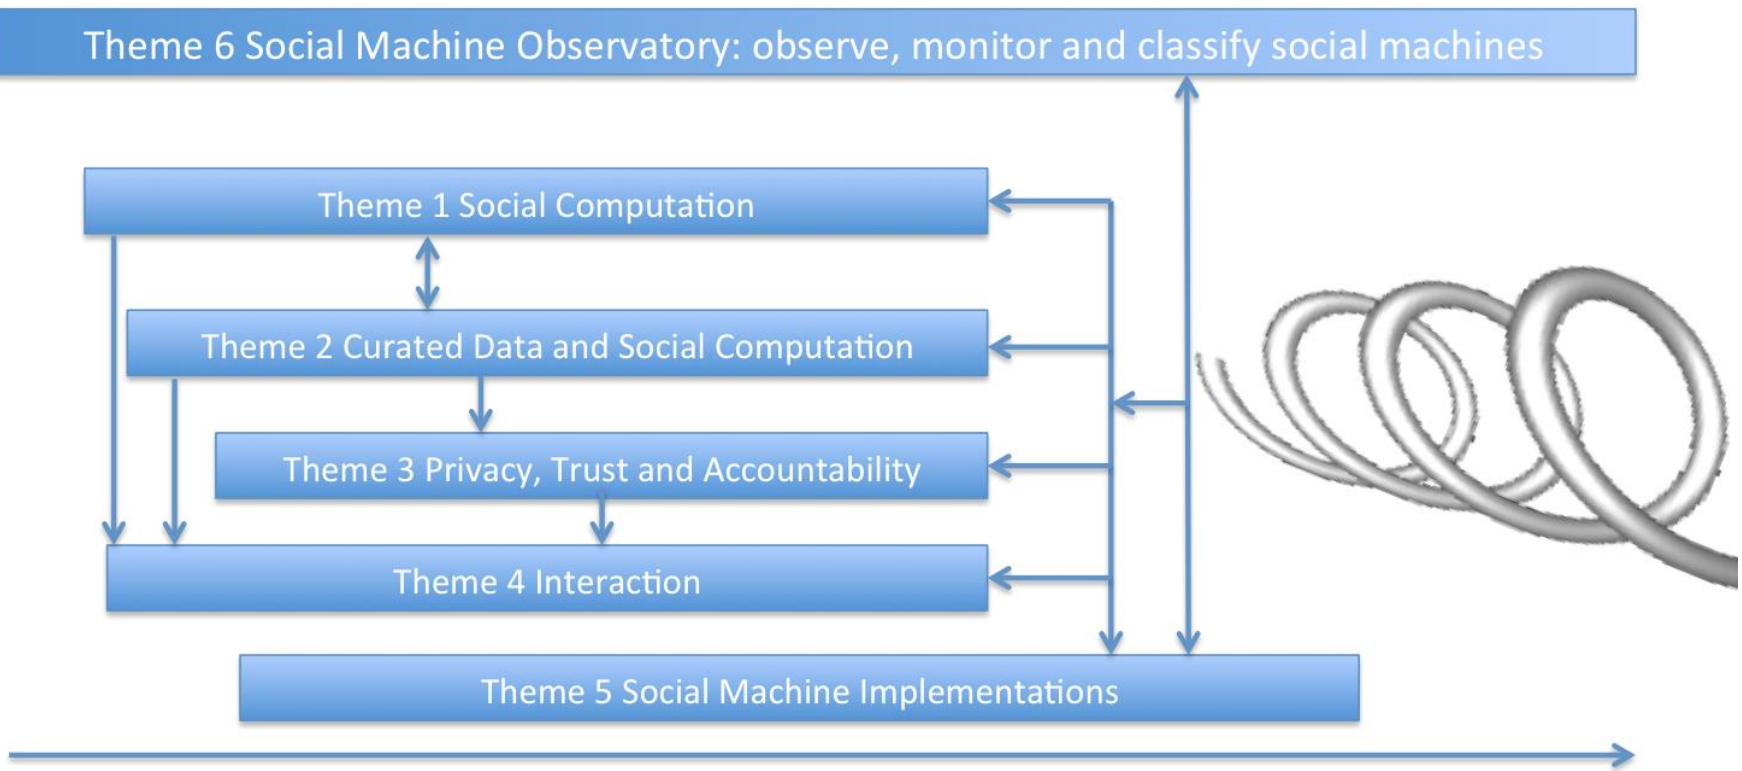 Theme 6 Social Machine Observatory: observe, monitor and classify social machines
Theme 1 Social Computation
Theme 2 Curated Data and Social Computation
Theme 3 Privacy, Trust and Accountability
Theme 4 Interaction
Theme 5 Social Machine Implementations